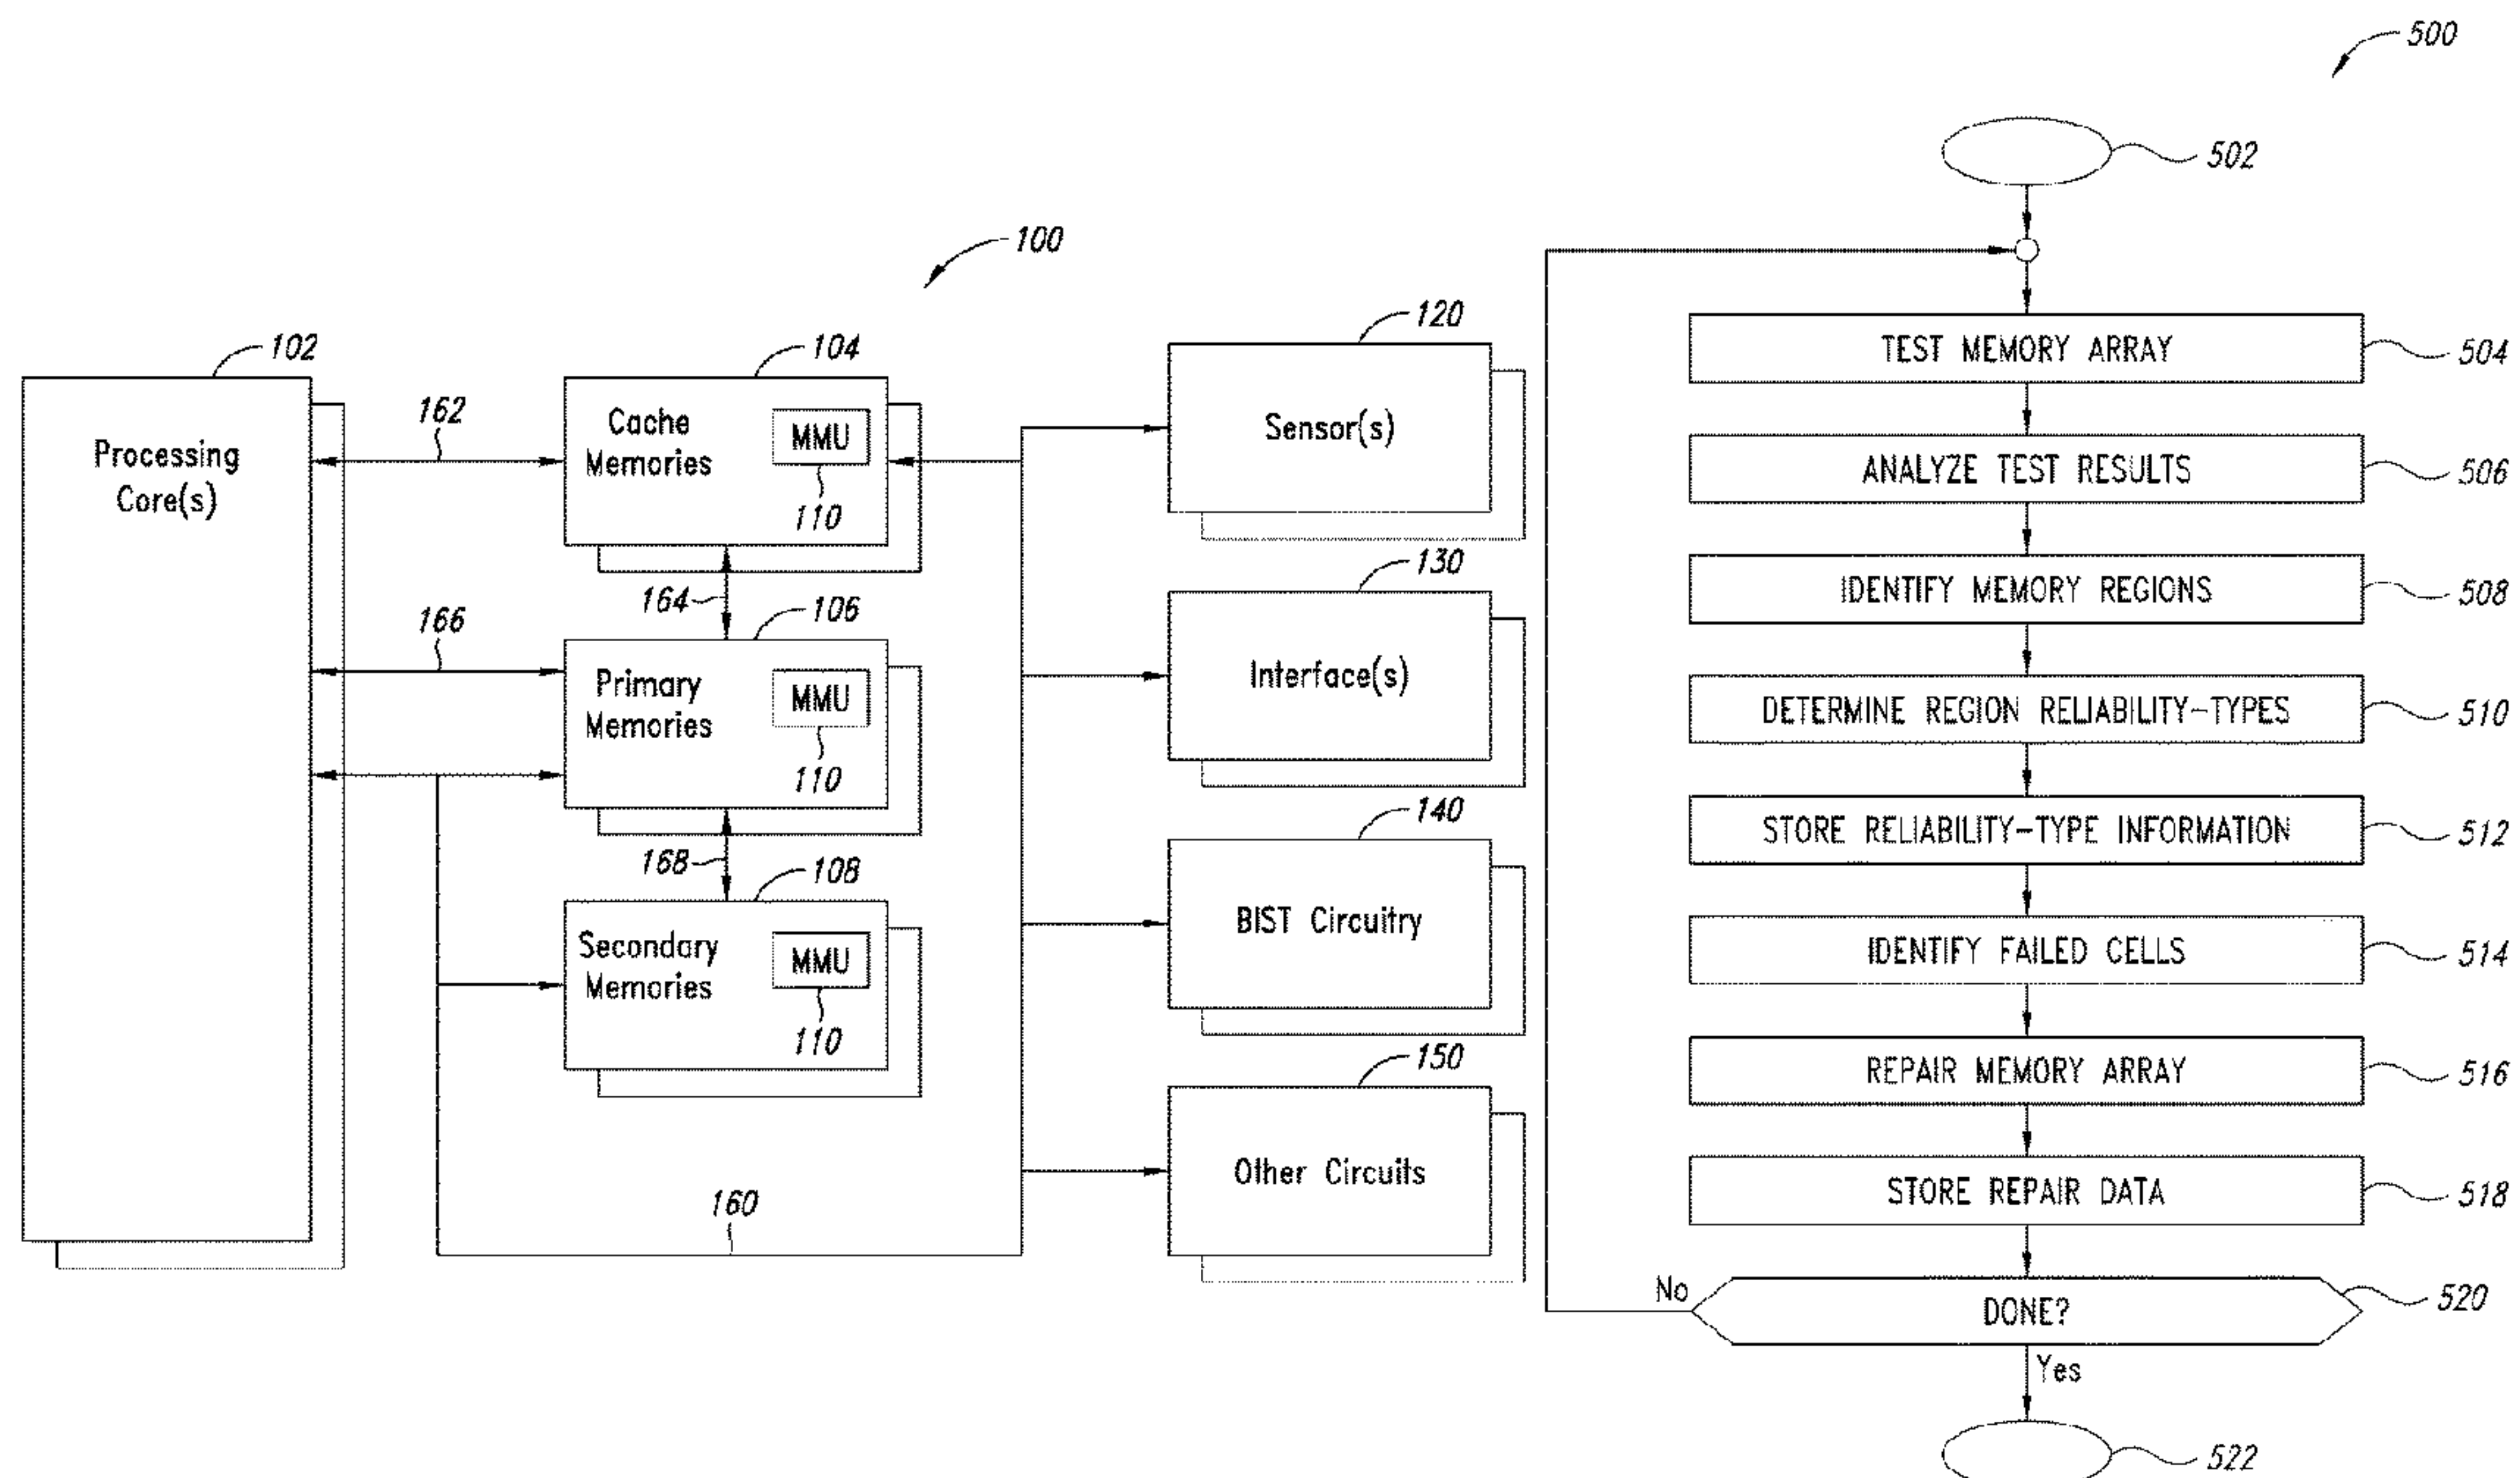 100
102
Processing
Core(s)
162
166
104
Cache
Memories
MMU
110
164
106
Primary
Memories
MMU
110
168
108
Secondary
Memories
MMU
110
160
120
Sensor(s)
130
Interface(s)
140
BIST Circuitry
150
Other Circuits
500
502
TEST MEMORY ARRAY
504
ANALYZE TEST RESULTS
506
IDENTIFY MEMORY REGIONS
508
DETERMINE REGION RELIABILITY-TYPES
510
STORE RELIABILITY-TYPE INFORMATION
512
IDENTIFY FAILED CELLS
514
REPAIR MEMORY ARRAY
516
STORE REPAIR DATA
518
No
DONE?
520
Yes
522